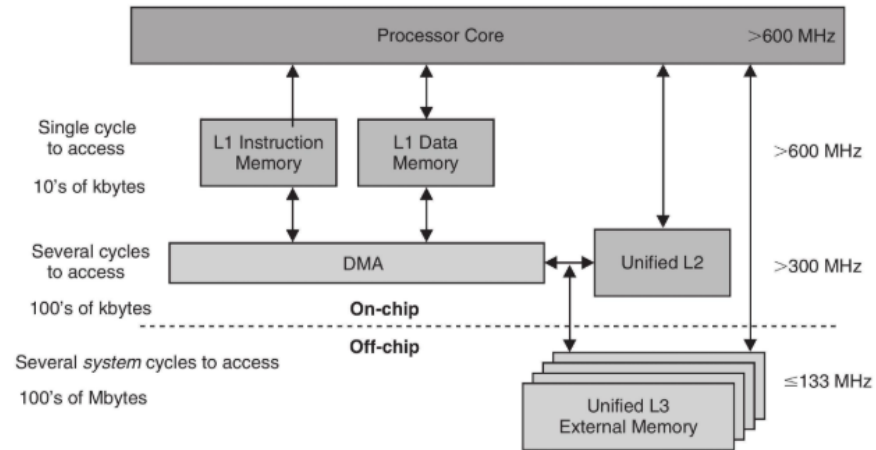 Processor Core
>600 MHz
Single cycle
to access
10's of kbytes
L1 Instruction
Memory
L1 Data
Memory
>600 MHz
Several cycles
to access
100's of kbytes
DMA
Unified L2
>300 MHz
On-chip
Off-chip
Several system cycles to access
100's of Mbytes
Unified L3
External Memory
≤133 MHz